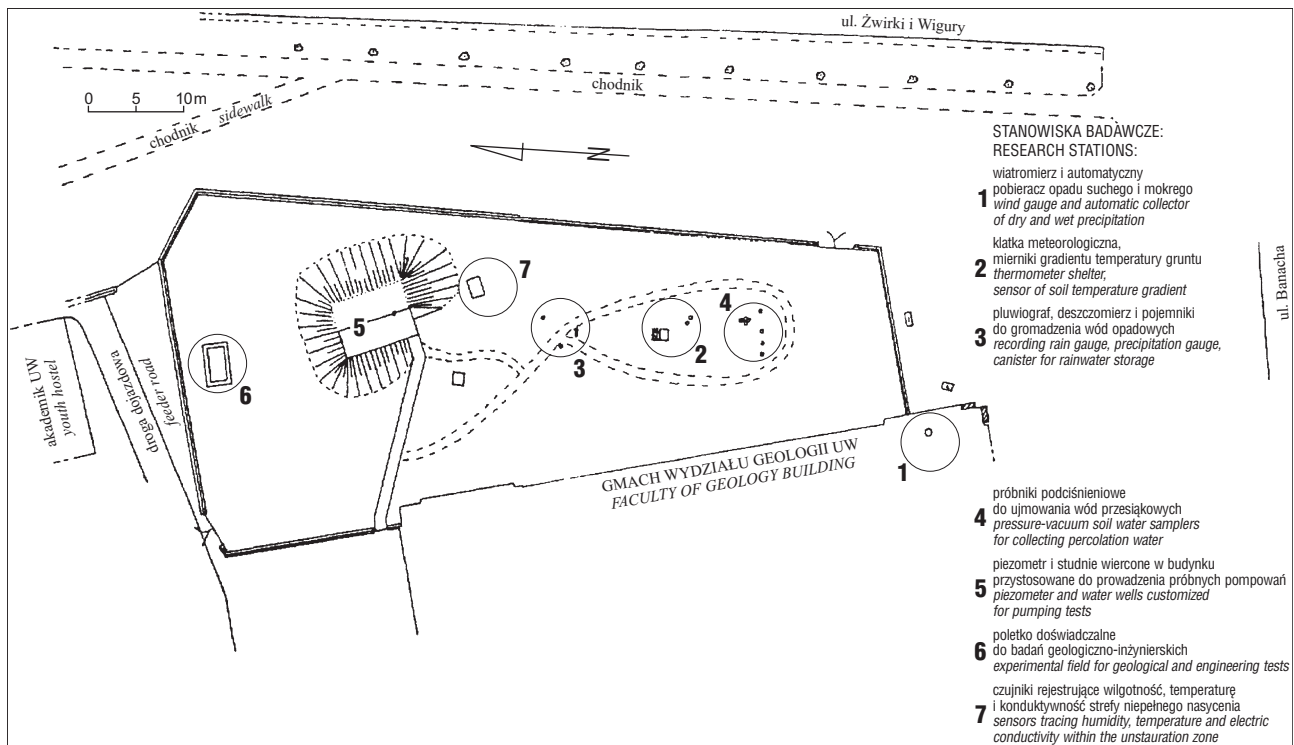 ul. Żwirki i Wigury
chodnik
0 5 10m
chodnik sidewalk
N
STANOWISKA BADAWCZE:
RESEARCH STATIONS:
1 wiatromierz i automatyczny
pobieracz opadu suchego i mokrego
wind gauge and automatic collector
of dry and wet precipitation
2 klatka meteorologiczna,
mierniki gradientu temperatury gruntu
thermometer shelter,
sensor of soil temperature gradient
3 pluwiograf, deszczomierz i pojemniki
do gromadzenia wód opadowych
recording rain gauge, precipitation gauge,
canister for rainwater storage
ul. Banacha
7
5
4
3
2
6
1
akademik UW
youth hostel
droga dojazdowa
feeder road
GMACH WYDZIAŁU GEOLOGII UW
FACULTY OF GEOLOGY BUILDING
4 próbniki podciśnieniowe
do ujmowania wód przesiąkowych
pressure-vacuum soil water samplers
for collecting percolation water
5 piezometr i studnie wiercone w budynku
przystosowane do prowadzenia próbnych pompowań
piezometer and water wells customized
for pumping tests
6 poletko doświadczalne
do badań geologiczno-inżynierskich
experimental field for geological and engineering tests
7 czujniki rejestrujące wilgotność, temperaturę
i konduktywność strefy niepełnego nasycenia
sensors tracing humidity, temperature and electric
conductivity within the unstauration zone